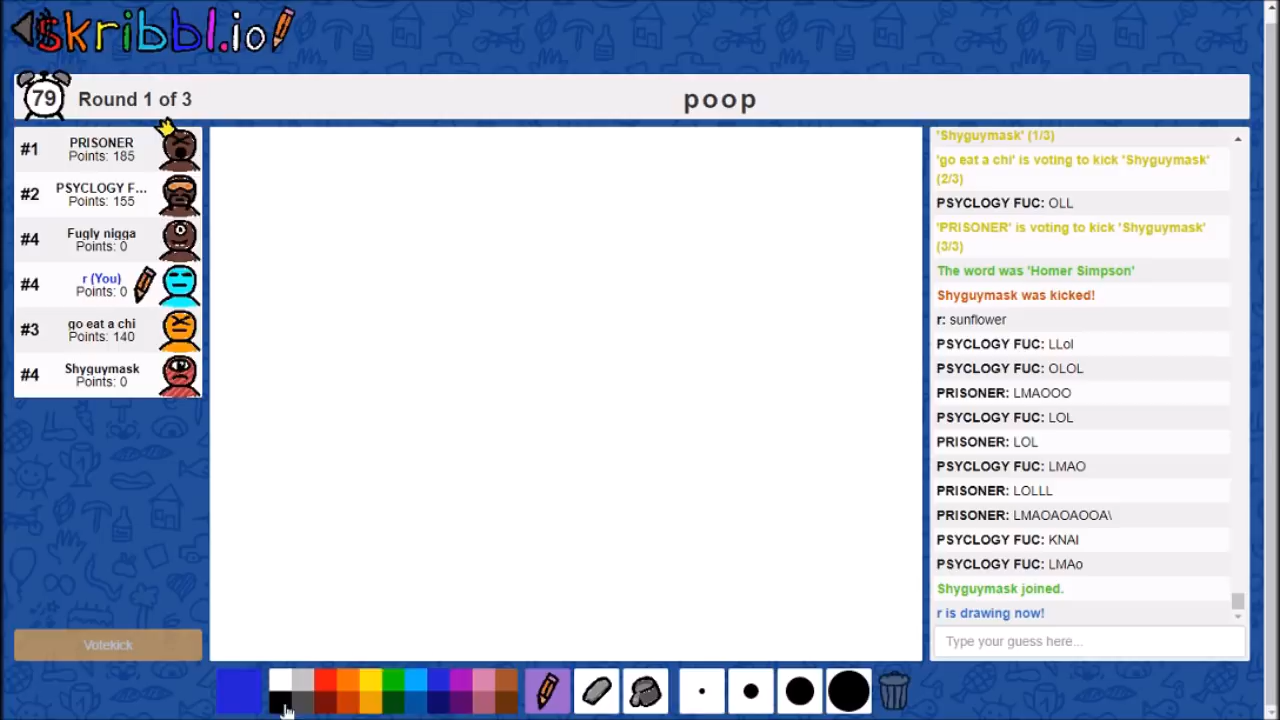 skribbl.io
79
Round 1 of 3
poop
#1
PRISONER
Points: 185
#2
PSYCLOGY F...
Points: 155
#4
Fugly nigga
Points: 0
#4
r (You)
Points: 0
#3
go eat a chi
Points: 140
#4
Shyguymask
Points: 0
Votekick
'Shyguymask' (1/3)
'go eat a chi' is voting to kick 'Shyguymask'
(2/3)
PSYCLOGY FUC: OLL
'PRISONER' is voting to kick 'Shyguymask'
(3/3)
The word was 'Homer Simpson'
Shyguymask was kicked!
r: sunflower
PSYCLOGY FUC: LLol
PSYCLOGY FUC: OLOL
PRISONER: LMAOOO
PSYCLOGY FUC: LOL
PRISONER: LOL
PSYCLOGY FUC: LMAO
PRISONER: LOLLL
PRISONER: LMAOAOAOOA\
PSYCLOGY FUC: KNAI
PSYCLOGY FUC: LMAo
Shyguymask joined.
r is drawing now!
Type your guess here...